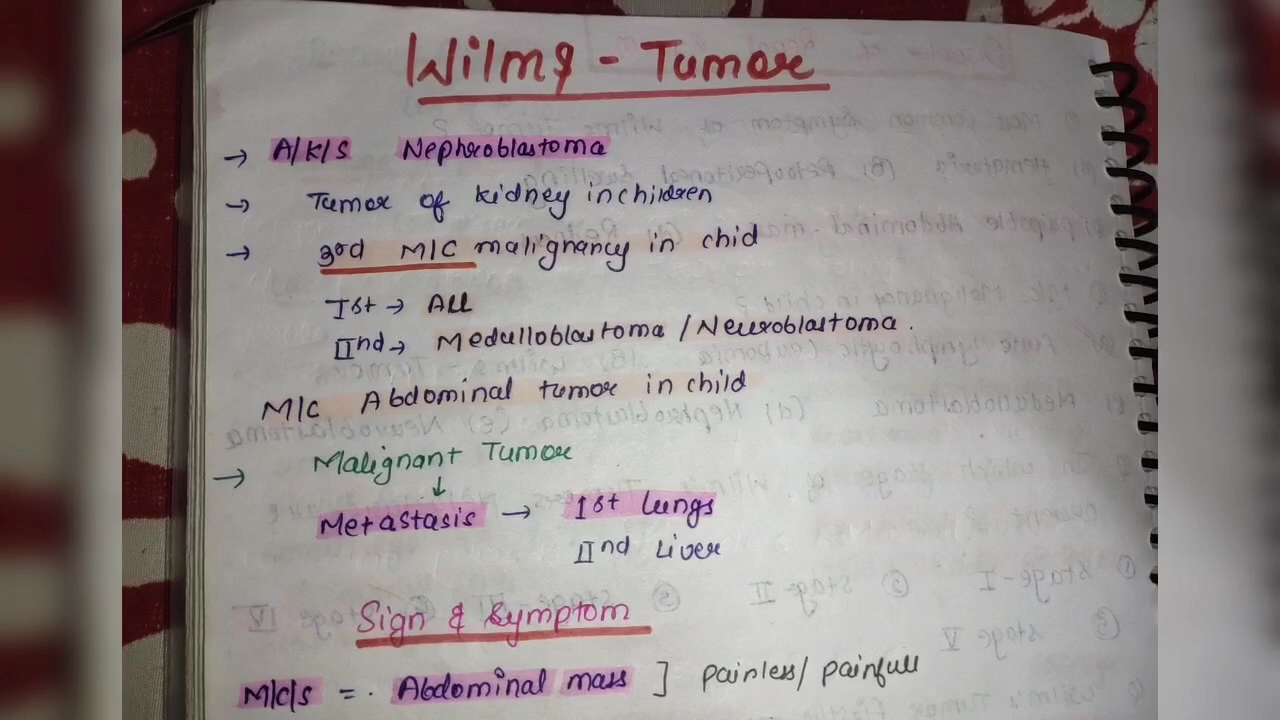 Wilms - Tumor
→ A/K/S Nephroblastoma
→ Tumor of kidney in children
→ 3rd M/C malignancy in chid
Ist → ALL
IInd → Medulloblastoma / Neuroblastoma.
M/C Abdominal tumor in child
→ Malignant Tumor
↓
Metastasis → Ist Lungs
IInd Liver
Sign & Symptom
M/C/S = . Abdominal mass ] painless/ painfull